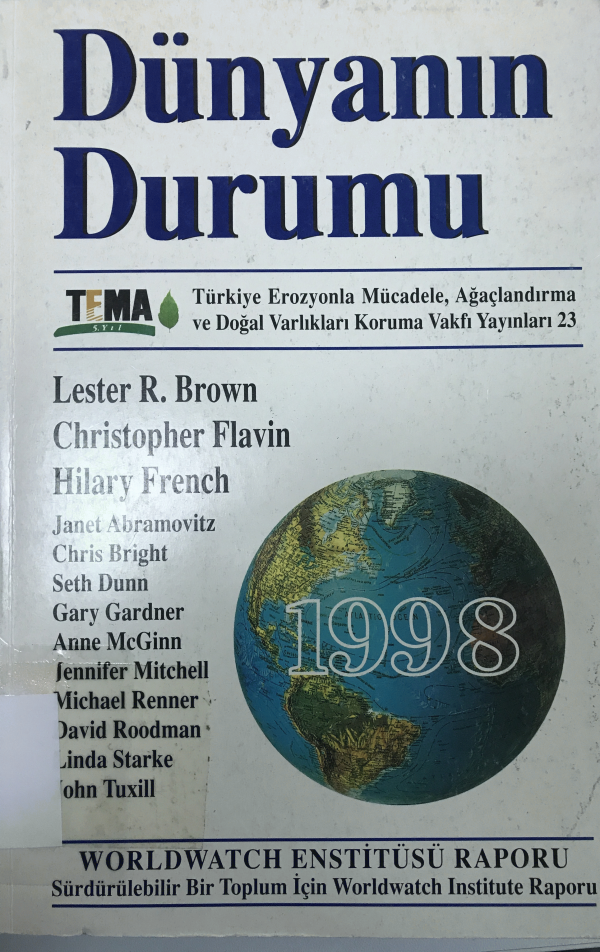 Dünyanın
Durumu
TEMA
5. Yıl
Türkiye Erozyonla Mücadele, Ağaçlandırma
ve Doğal Varlıkları Koruma Vakfı Yayınları 23
Lester R. Brown
Christopher Flavin
Hilary French
Janet Abramovitz
Chris Bright
Seth Dunn
Gary Gardner
Anne McGinn
Jennifer Mitchell
Michael Renner
David Roodman
Linda Starke
John Tuxill
1998
WORLDWATCH ENSTİTÜSÜ RAPORU
Sürdürülebilir Bir Toplum İçin Worldwatch Institute Raporu